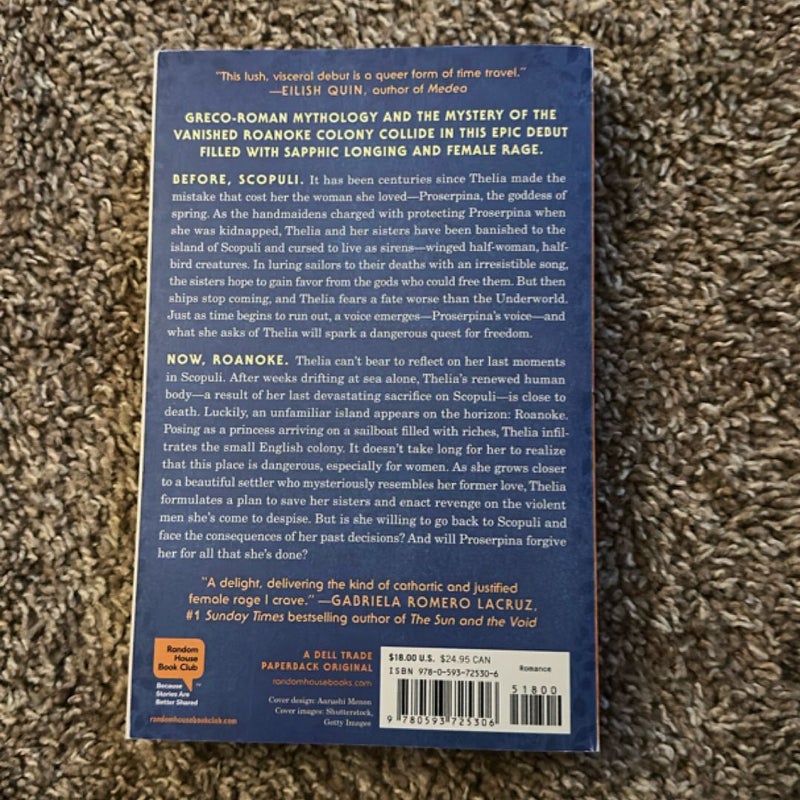 "This lush, visceral debut is a queer form of time travel."
—EILISH QUIN, author of Medea
GRECO-ROMAN MYTHOLOGY AND THE MYSTERY OF THE
VANISHED ROANOKE COLONY COLLIDE IN THIS EPIC DEBUT
FILLED WITH SAPPHIC LONGING AND FEMALE RAGE.
BEFORE, SCOPULI. It has been centuries since Thelia made the
mistake that cost her the woman she loved—Proserpina, the goddess of
spring. As the handmaidens charged with protecting Proserpina when
she was kidnapped, Thelia and her sisters have been banished to the
island of Scopuli and cursed to live as sirens—winged half-woman, half-
bird creatures. In luring sailors to their deaths with an irresistible song,
the sisters hope to gain favor from the gods who could free them. But then
ships stop coming, and Thelia fears a fate worse than the Underworld.
Just as time begins to run out, a voice emerges—Proserpina's voice—and
what she asks of Thelia will spark a dangerous quest for freedom.
NOW, ROANOKE. Thelia can't bear to reflect on her last moments
in Scopuli. After weeks drifting at sea alone, Thelia's renewed human
body—a result of her last devastating sacrifice on Scopuli—is close to
death. Luckily, an unfamiliar island appears on the horizon: Roanoke.
Posing as a princess arriving on a sailboat filled with riches, Thelia infil-
trates the small English colony. It doesn't take long for her to realize
that this place is dangerous, especially for women. As she grows closer
to a beautiful settler who mysteriously resembles her former love, Thelia
formulates a plan to save her sisters and enact revenge on the violent
men she's come to despise. But is she willing to go back to Scopuli and
face the consequences of her past decisions? And will Proserpina forgive
her for all that she's done?
"A delight, delivering the kind of cathartic and justified
female rage I crave." —GABRIELA ROMERO LACRUZ,
#1 Sunday Times bestselling author of The Sun and the Void
Random
House
Book Club
Because
Stories Are
Better Shared™
randomhousebookclub.com
A DELL TRADE
PAPERBACK ORIGINAL
randomhousebooks.com
Cover design: Aarushi Menon
Cover images: Shutterstock,
Getty Images
$18.00 U.S. $24.95 CAN
ISBN 978-0-593-72530-6
Romance
51800
9 780593 725306